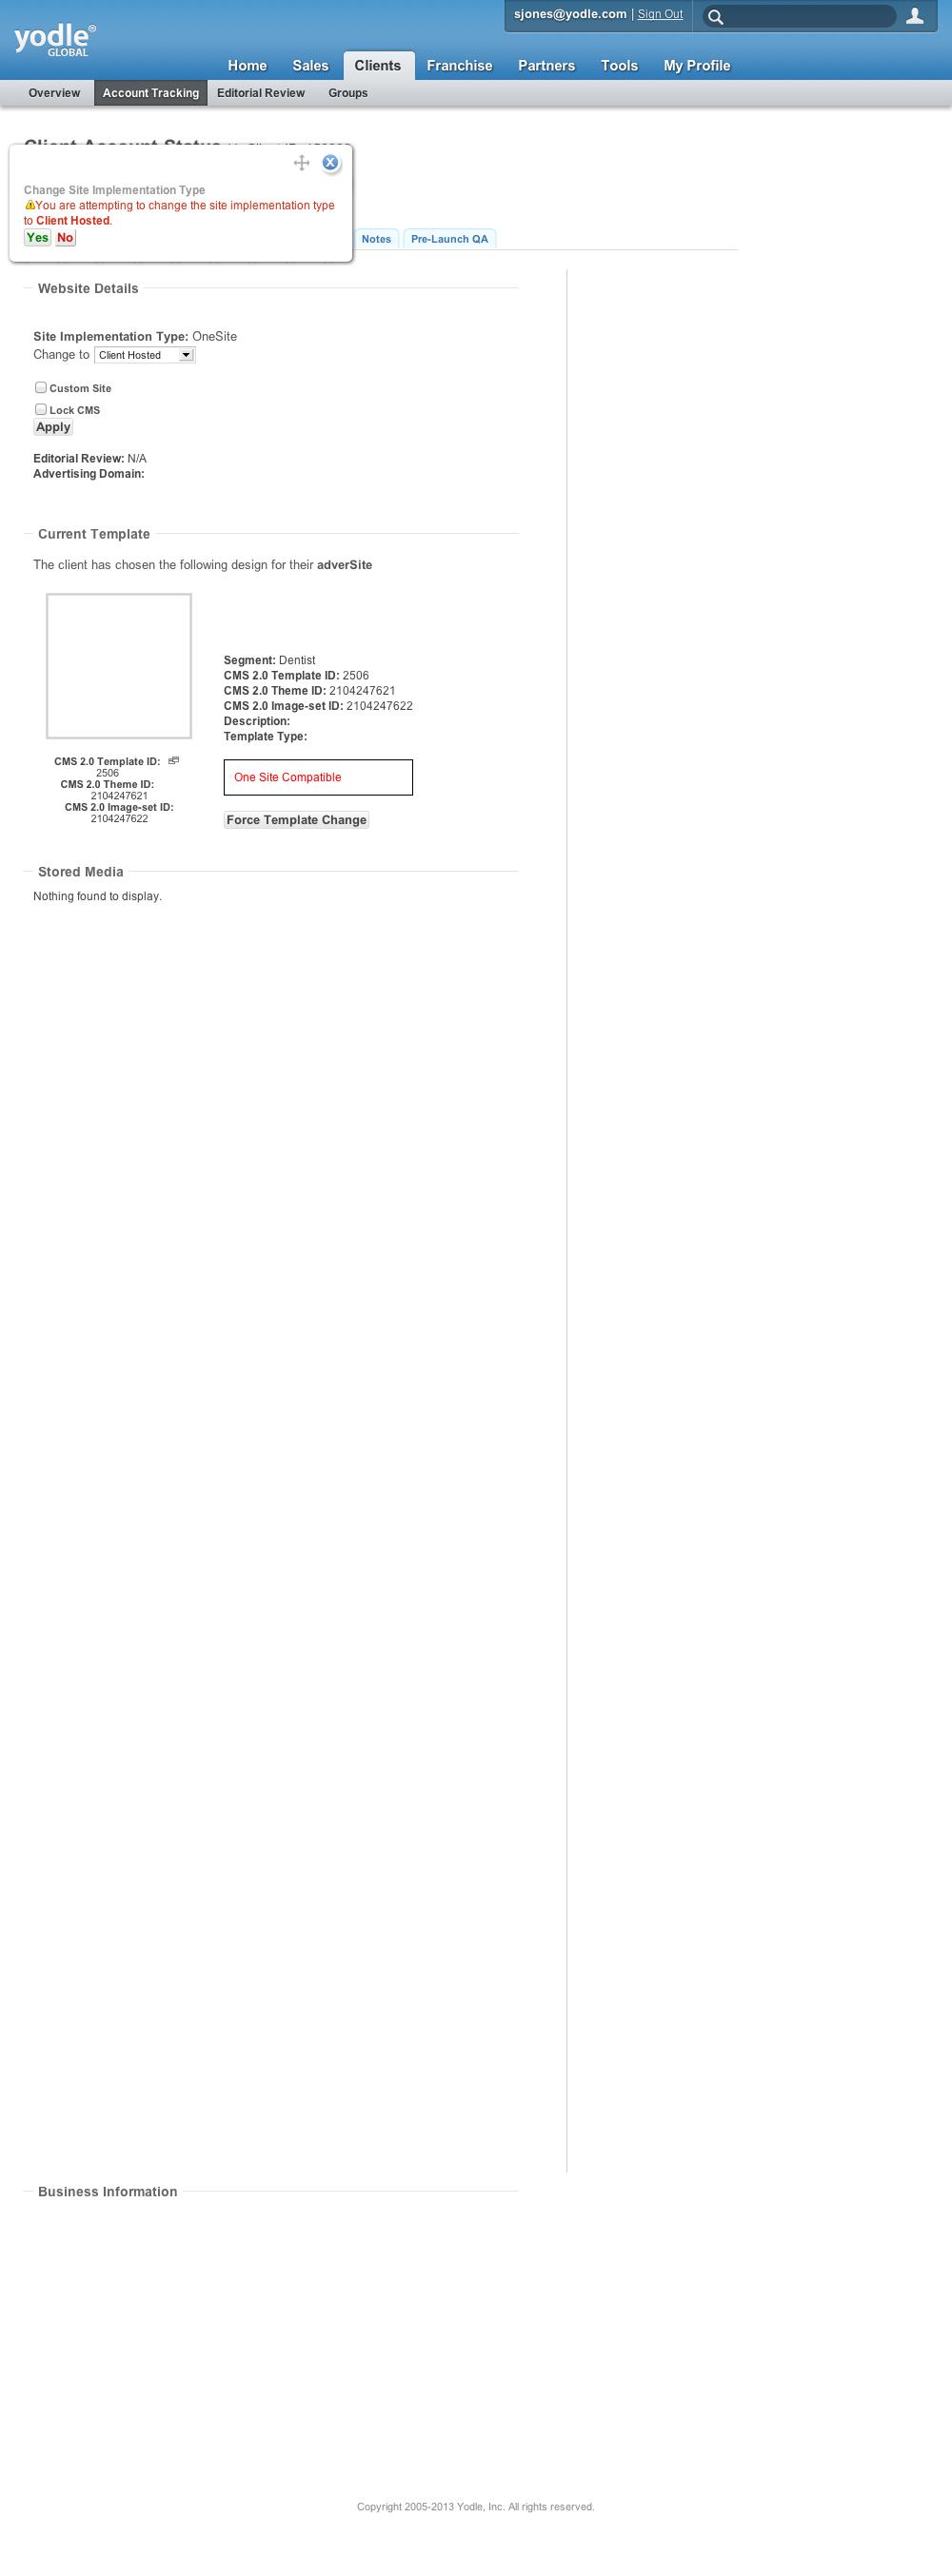 sjones@yodle.com | Sign Out
yodle®
GLOBAL
Home Sales Clients Franchise Partners Tools My Profile
Overview Account Tracking Editorial Review Groups
Client Account Status
Change Site Implementation Type
You are attempting to change the site implementation type
to Client Hosted.
Yes No
Notes Pre-Launch QA
Website Details
Site Implementation Type: OneSite
Change to Client Hosted
Custom Site
Lock CMS
Apply
Editorial Review: N/A
Advertising Domain:
Current Template
The client has chosen the following design for their adverSite
Segment: Dentist
CMS 2.0 Template ID: 2506
CMS 2.0 Theme ID: 2104247621
CMS 2.0 Image-set ID: 2104247622
Description:
Template Type:
CMS 2.0 Template ID:
2506
CMS 2.0 Theme ID:
2104247621
CMS 2.0 Image-set ID:
2104247622
One Site Compatible
Force Template Change
Stored Media
Nothing found to display.
Business Information
Copyright 2005-2013 Yodle, Inc. All rights reserved.